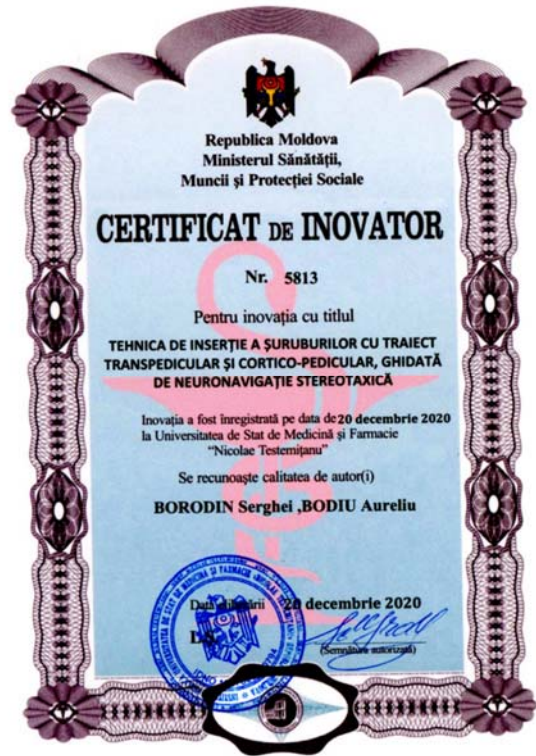 Republica Moldova
Ministerul Sănătății,
Muncii și Protecției Sociale
CERTIFICAT DE INOVATOR
Nr. 5813
Pentru inovația cu titlul
TEHNICA DE INSERȚIE A ȘURUBURILOR CU TRAIECT
TRANSPEDICULAR ȘI CORTICO-PEDICULAR, GHIDATĂ
DE NEURONAVIGAȚIE STEREOTAXICĂ
Inovația a fost înregistrată pe data de 20 decembrie 2020
la Universitatea de Stat de Medicină și Farmacie
“Nicolae Testemițanu”
Se recunoaște calitatea de autor(i)
BORODIN Serghei ,BODIU Aureliu
Data eliberării 20 decembrie 2020
L.S.
(Semnătura autorizată)